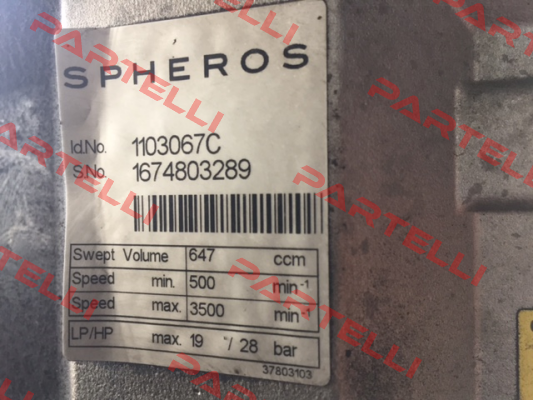 SPHEROS
Id.No. 1103067C
S.No. 1674803289
Swept Volume 647 ccm
Speed min. 500 min-1
Speed max. 3500 min-1
LP/HP max. 19 / 28 bar
37803103
PARTELLI
PARTELLI
PARTELLI
PARTELLI
PARTELLI